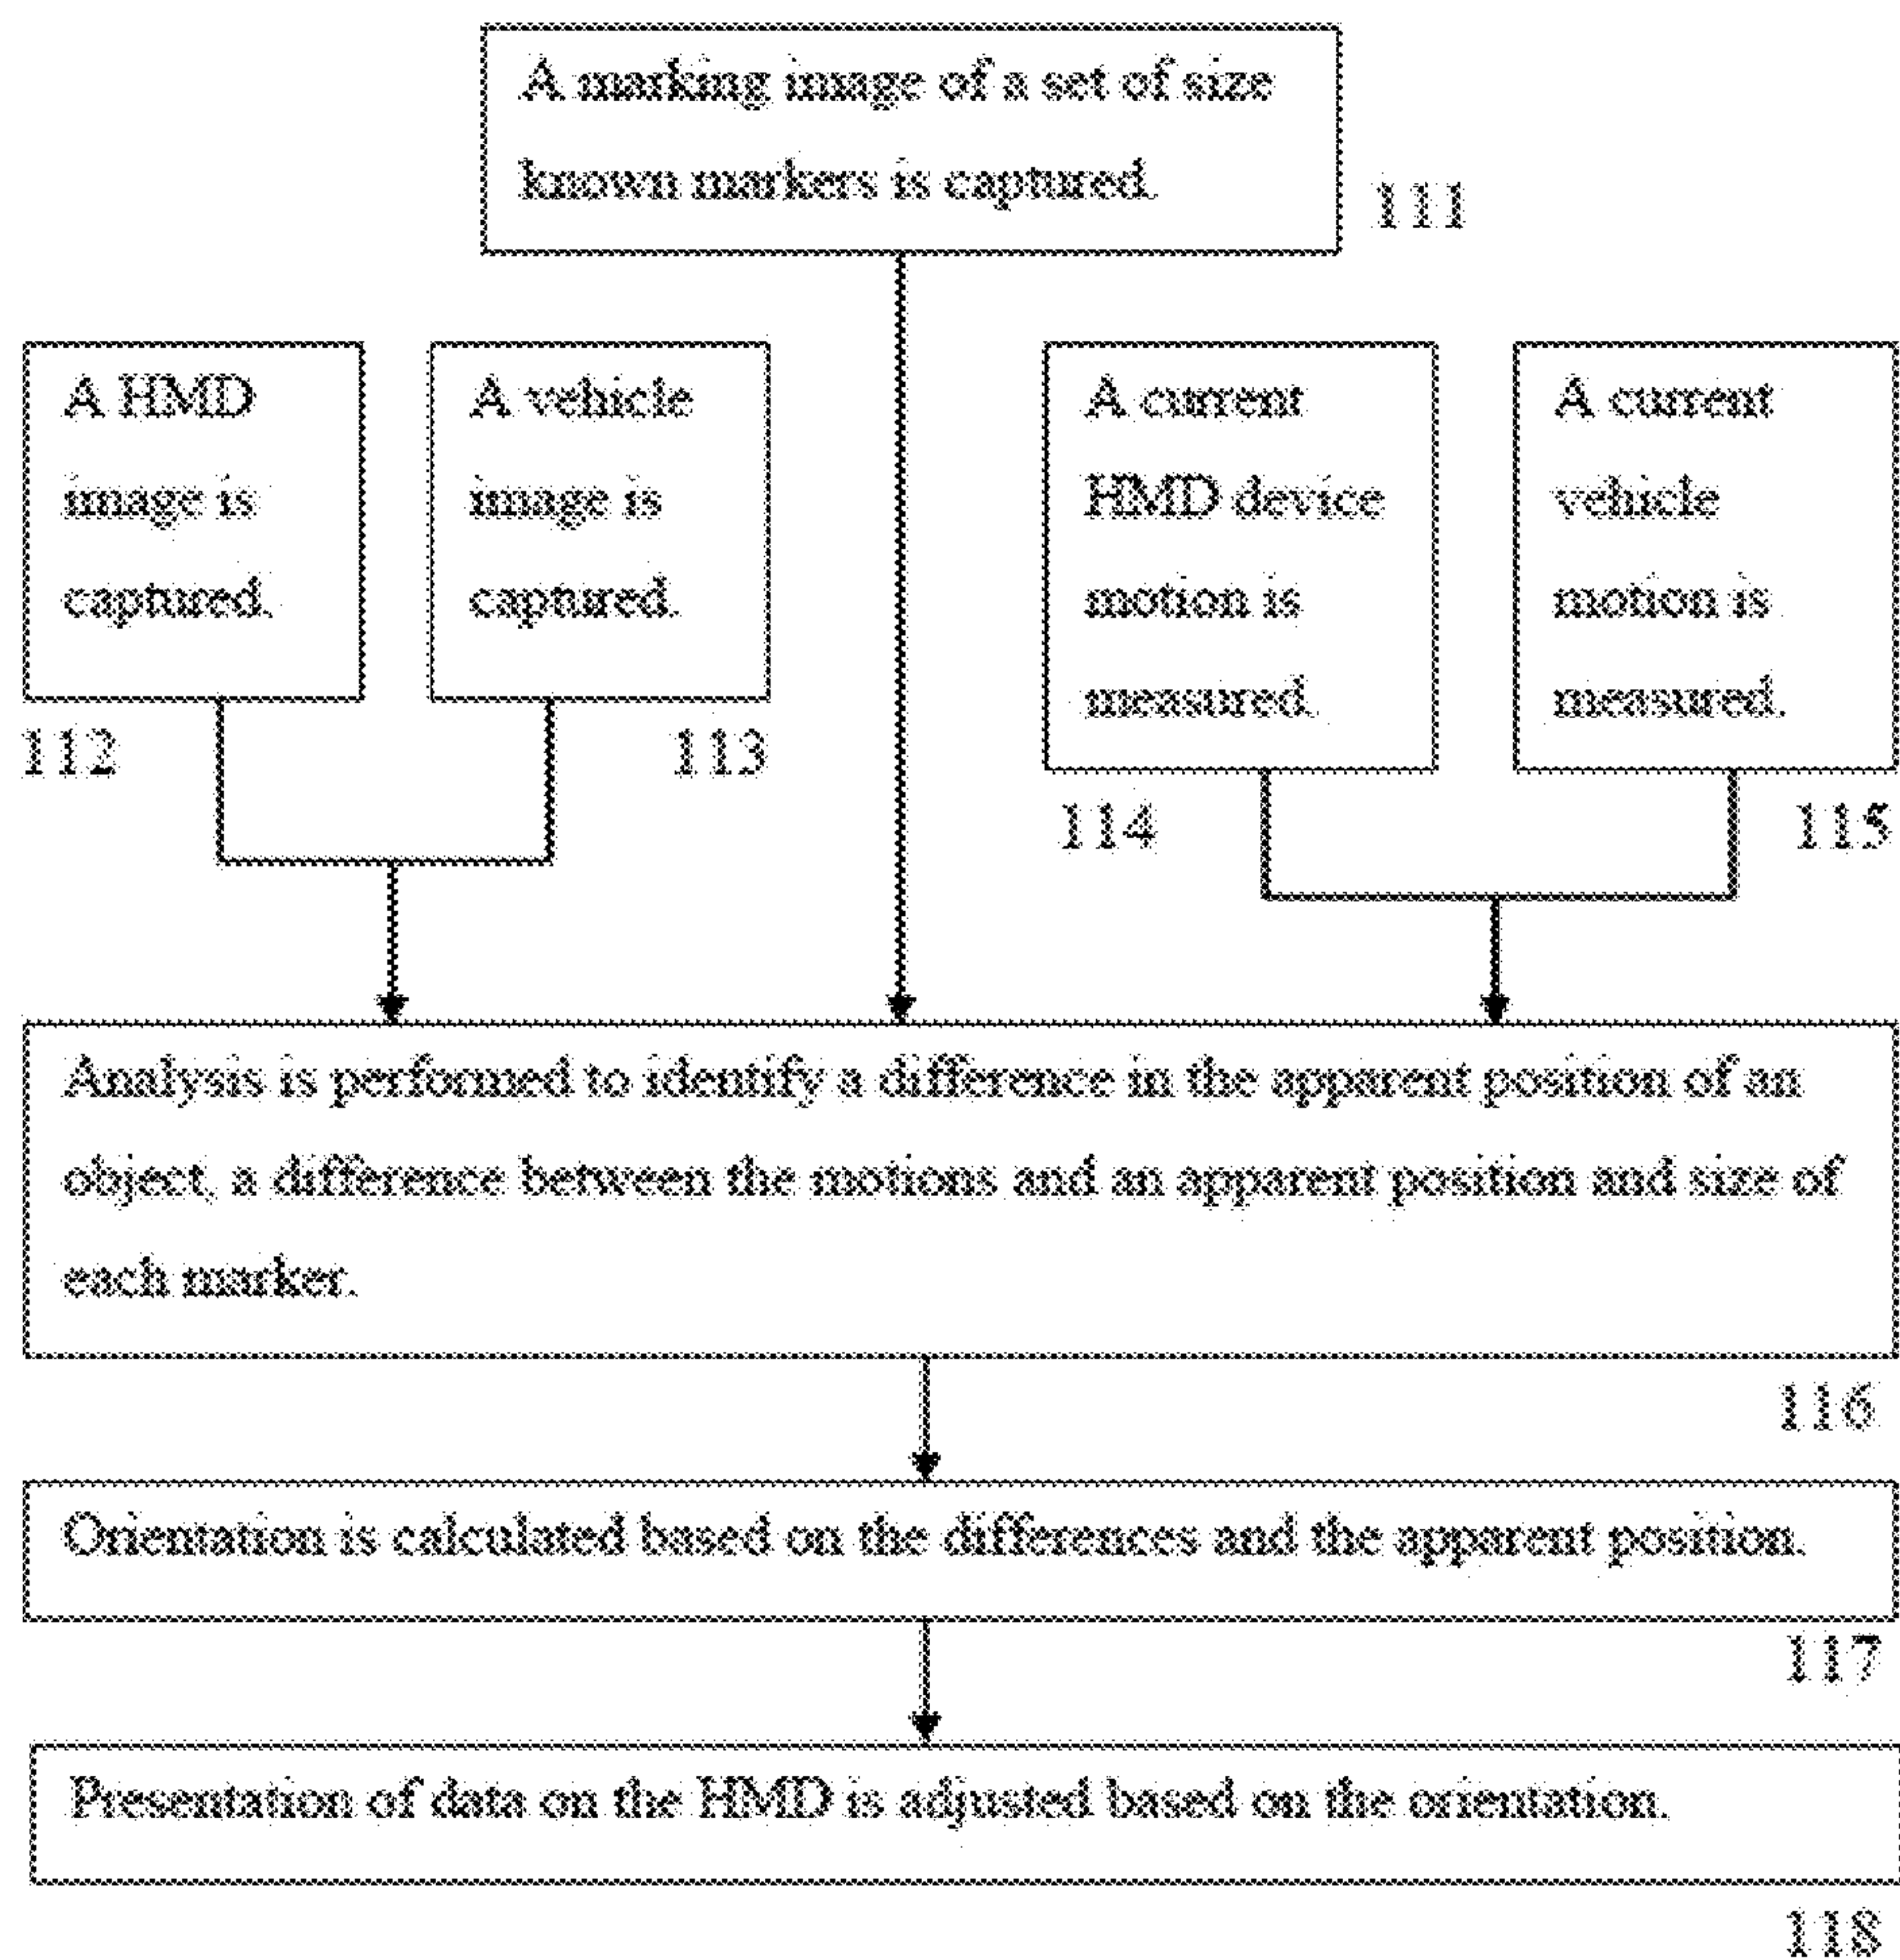 A marking image of a set of size
known markers is captured.
111
A HMD
image is
captured.
112
A vehicle
image is
captured.
113
A current
HMD device
motion is
measured.
114
A current
vehicle
motion is
measured.
115
Analysis is performed to identify a difference in the apparent position of an
object, a difference between the motions and an apparent position and size of
each marker.
116
Orientation is calculated based on the differences and the apparent position.
117
Presentation of data on the HMD is adjusted based on the orientation.
118